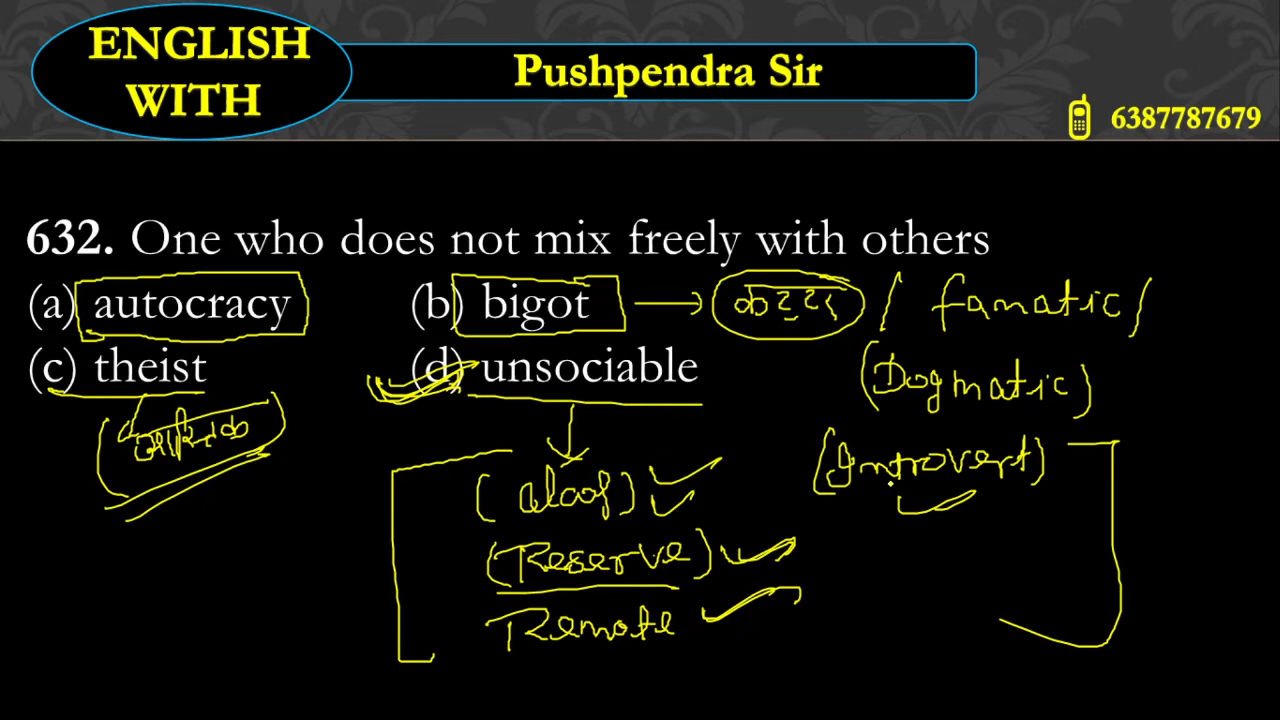 ENGLISH
WITH
Pushpendra Sir
6387787679
632. One who does not mix freely with others
(a) autocracy (b) bigot → कट्टर / fanatic /
(c) theist (d) unsociable (Dogmatic)
(आस्तिक) (Introvert)
(aloof)
(Reserve)
Remote